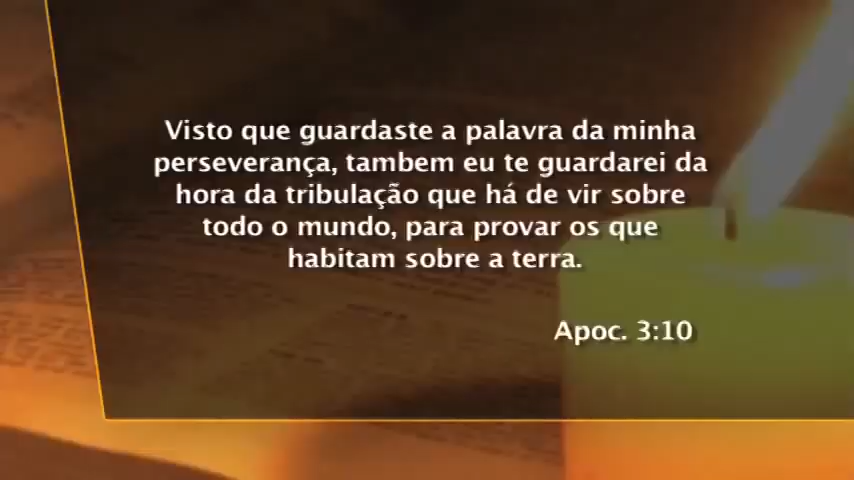 Visto que guardaste a palavra da minha
perseverança, tambem eu te guardarei da
hora da tribulação que há de vir sobre
todo o mundo, para provar os que
habitam sobre a terra.
Apoc. 3:10